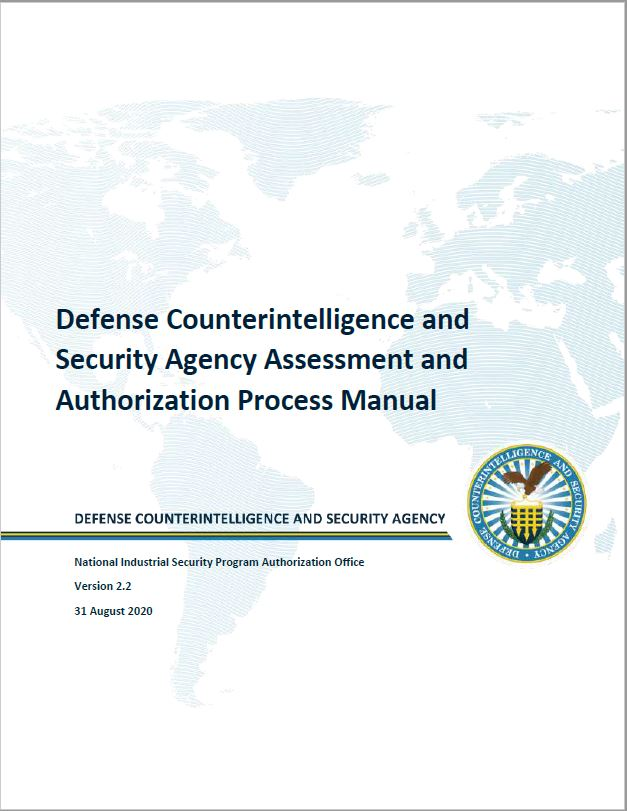 Defense Counterintelligence and
Security Agency Assessment and
Authorization Process Manual
DEFENSE COUNTERINTELLIGENCE AND SECURITY AGENCY
DEFENSE COUNTERINTELLIGENCE AND SECURITY AGENCY
National Industrial Security Program Authorization Office
Version 2.2
31 August 2020